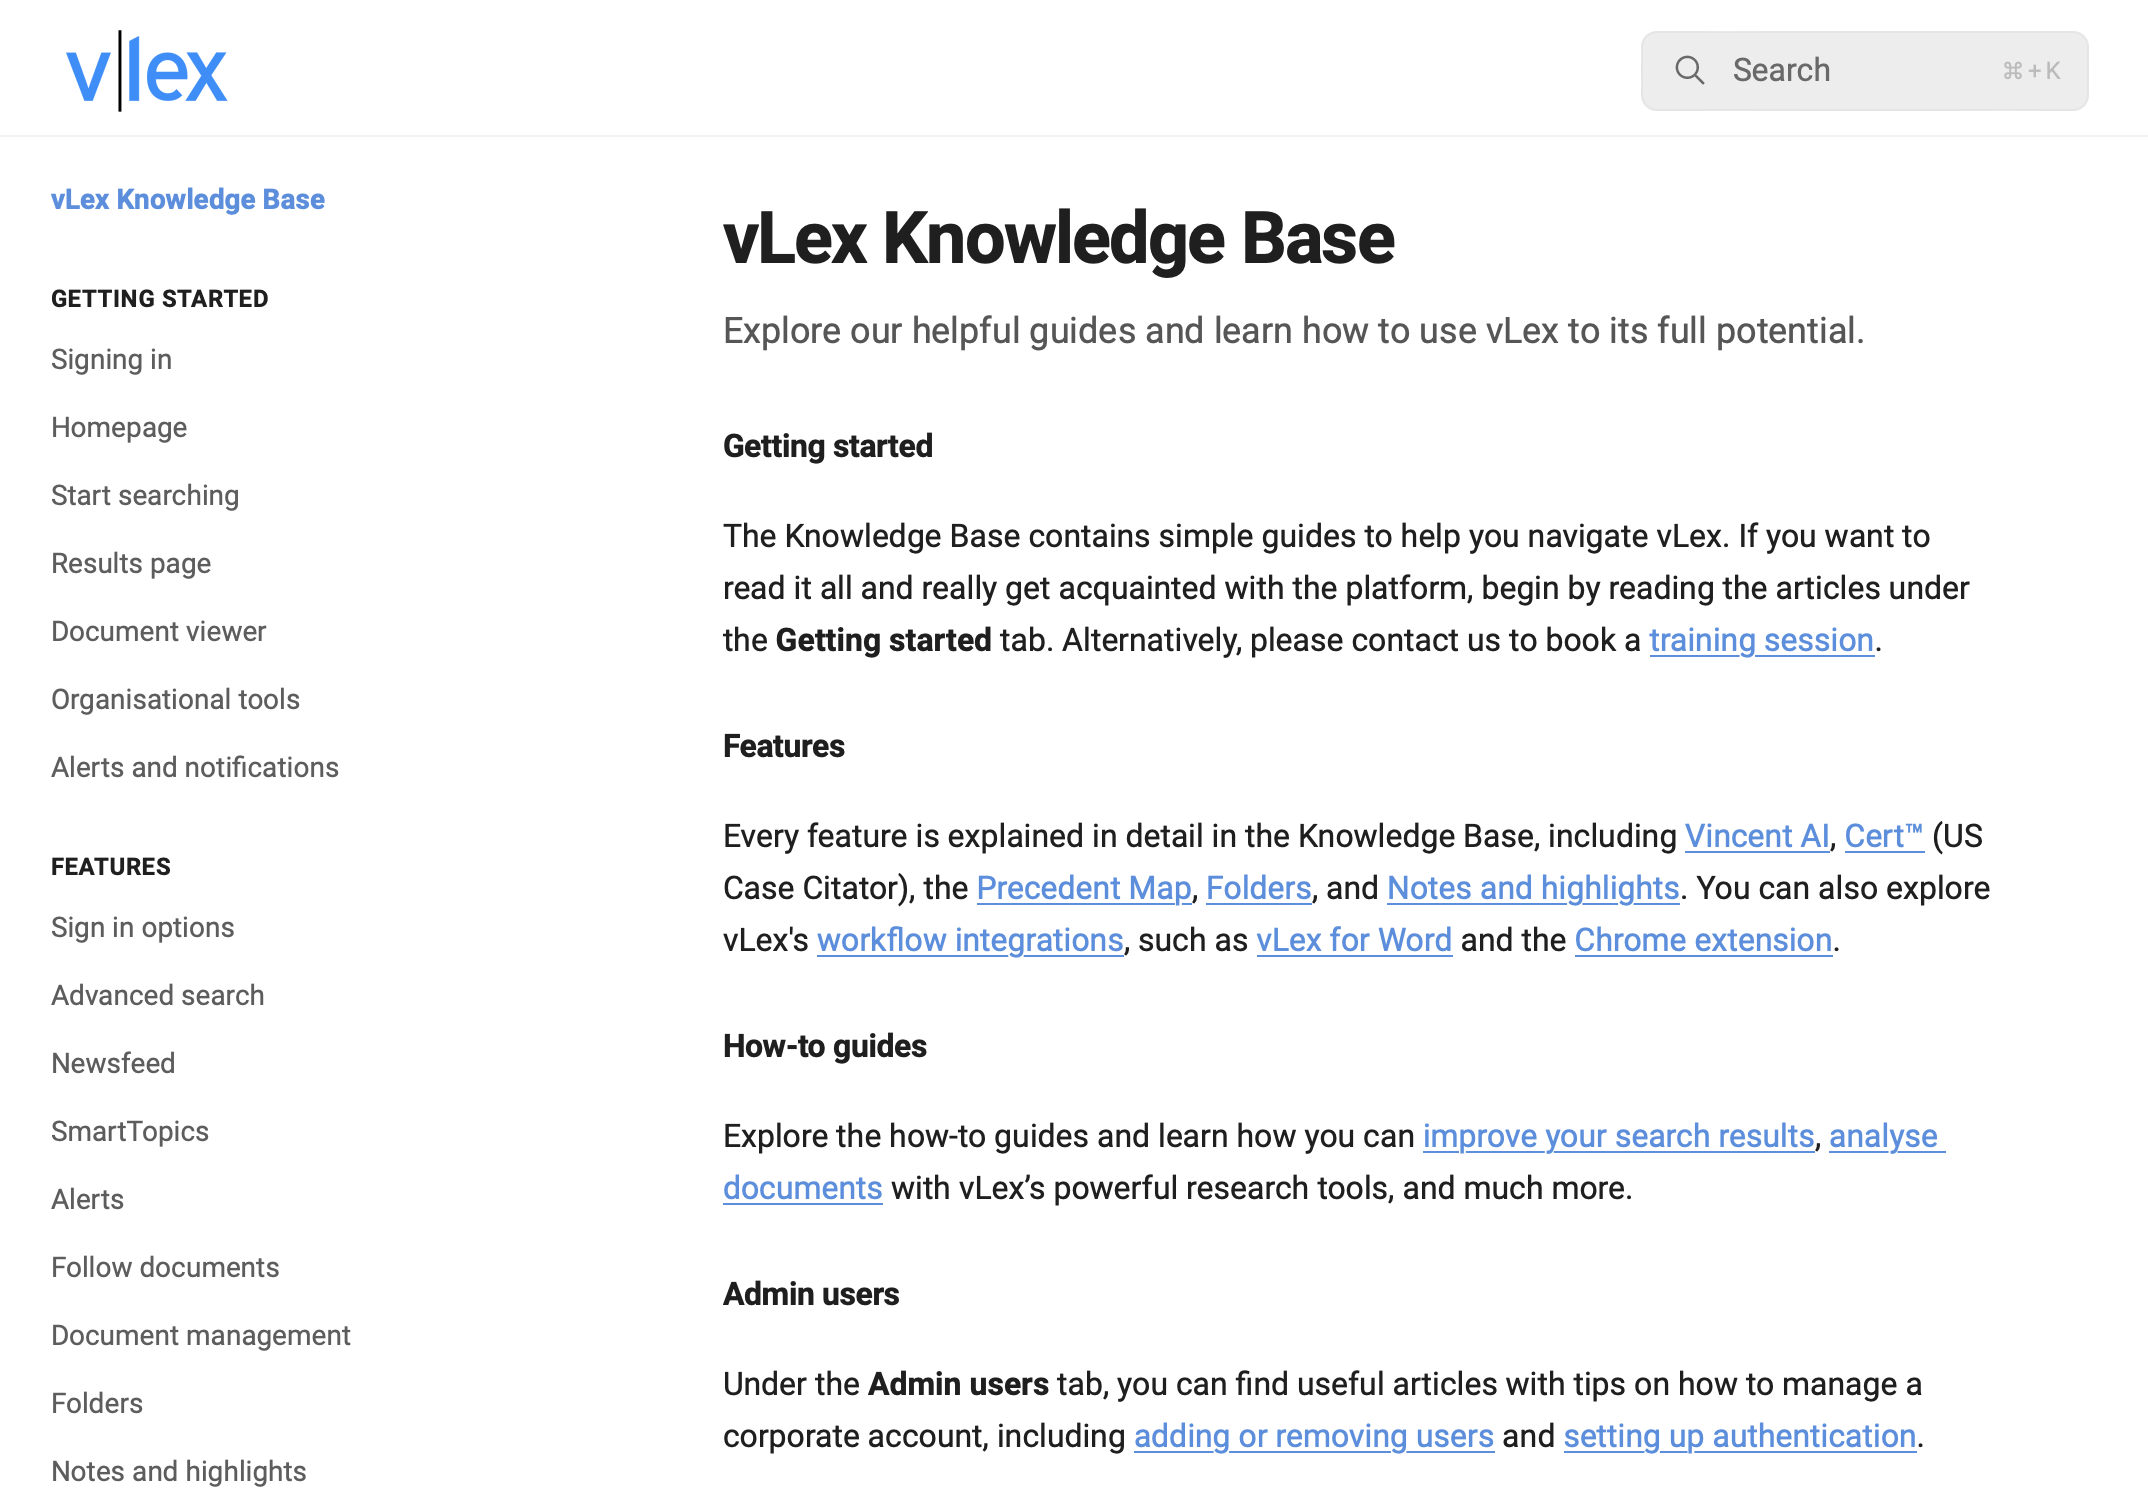 vlex
Search
⌘+K
vLex Knowledge Base
GETTING STARTED
Signing in
Homepage
Start searching
Results page
Document viewer
Organisational tools
Alerts and notifications
FEATURES
Sign in options
Advanced search
Newsfeed
SmartTopics
Alerts
Follow documents
Document management
Folders
Notes and highlights
vLex Knowledge Base
Explore our helpful guides and learn how to use vLex to its full potential.
Getting started
The Knowledge Base contains simple guides to help you navigate vLex. If you want to
read it all and really get acquainted with the platform, begin by reading the articles under
the Getting started tab. Alternatively, please contact us to book a training session.
Features
Every feature is explained in detail in the Knowledge Base, including Vincent AI, Cert™ (US
Case Citator), the Precedent Map, Folders, and Notes and highlights. You can also explore
vLex's workflow integrations, such as vLex for Word and the Chrome extension.
How-to guides
Explore the how-to guides and learn how you can improve your search results, analyse
documents with vLex’s powerful research tools, and much more.
Admin users
Under the Admin users tab, you can find useful articles with tips on how to manage a
corporate account, including adding or removing users and setting up authentication.